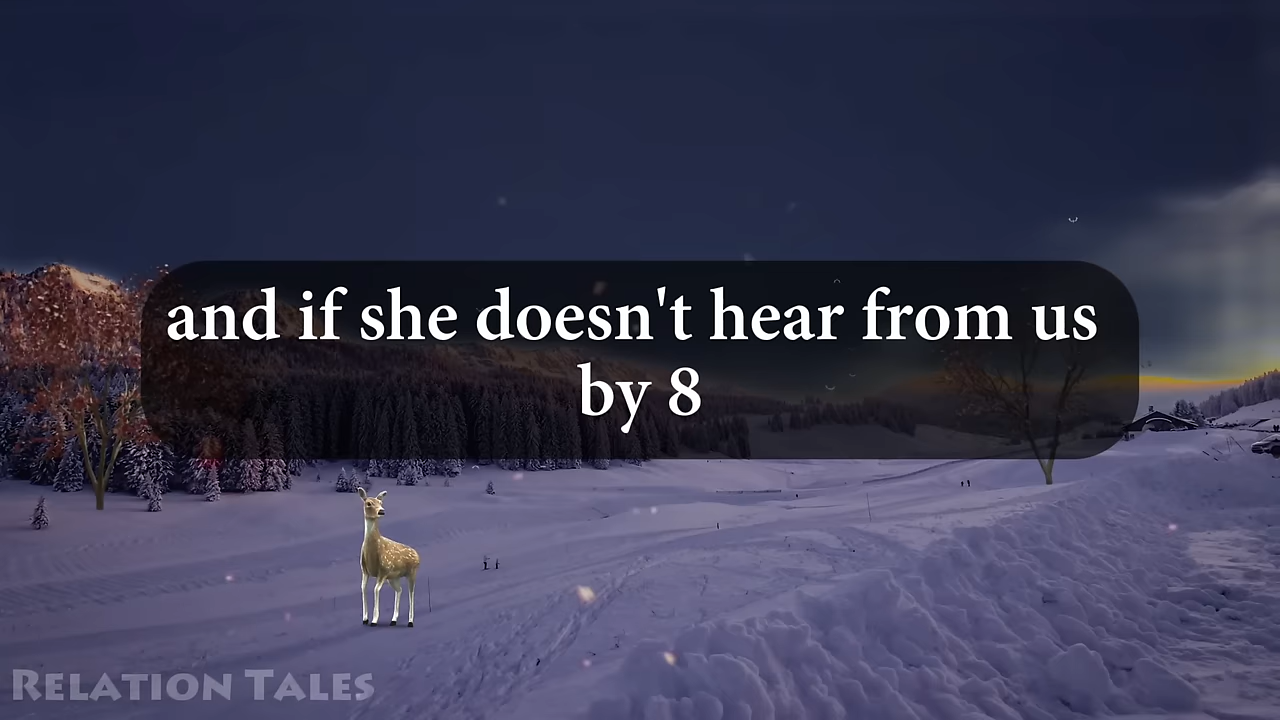 and if she doesn't hear from us
by 8
RELATION TALES